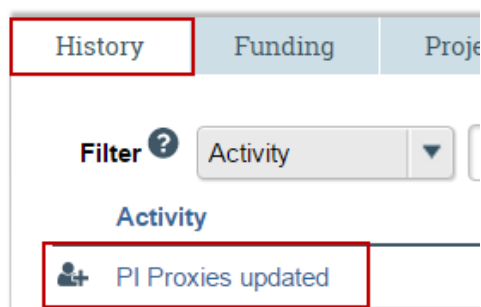 History Funding
Filter ? Activity
Activity
PI Proxies updated